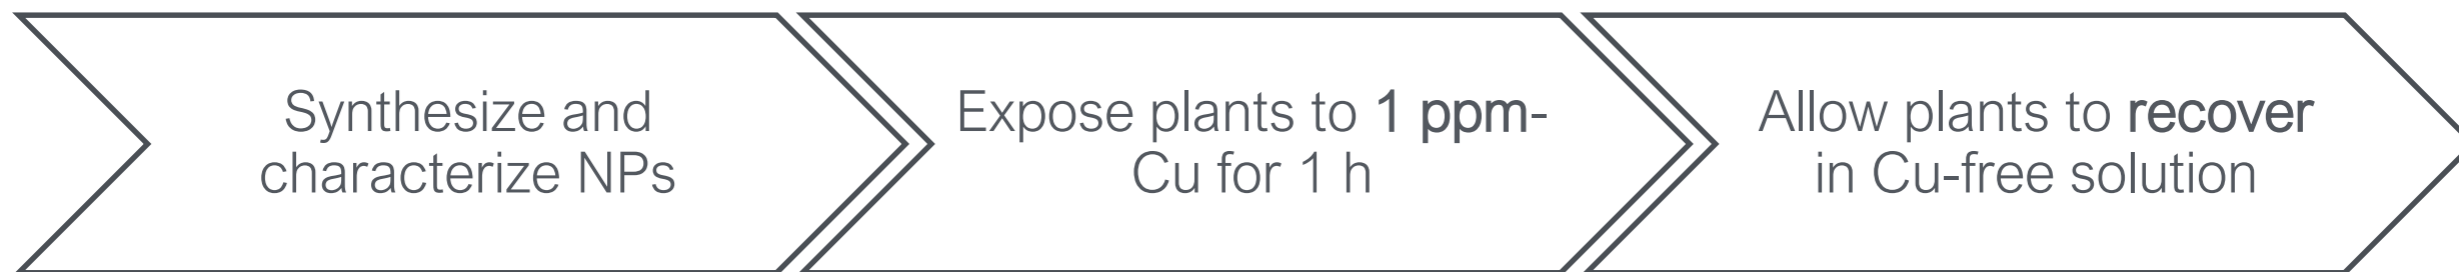 Synthesize and
characterize NPs
Expose plants to 1 ppm-
Cu for 1 h
Allow plants to recover
in Cu-free solution